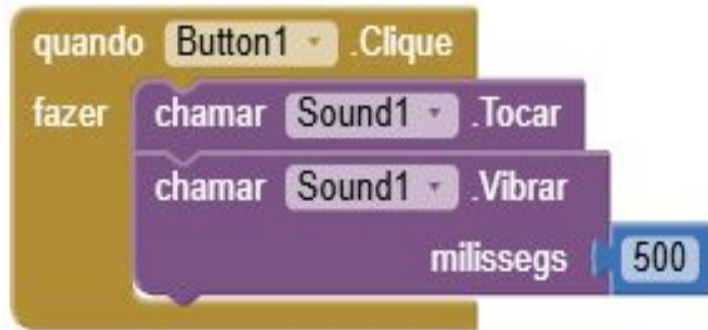 quando Button1 .Clique
fazer chamar Sound1 .Tocar
chamar Sound1 .Vibrar
milissegs 500